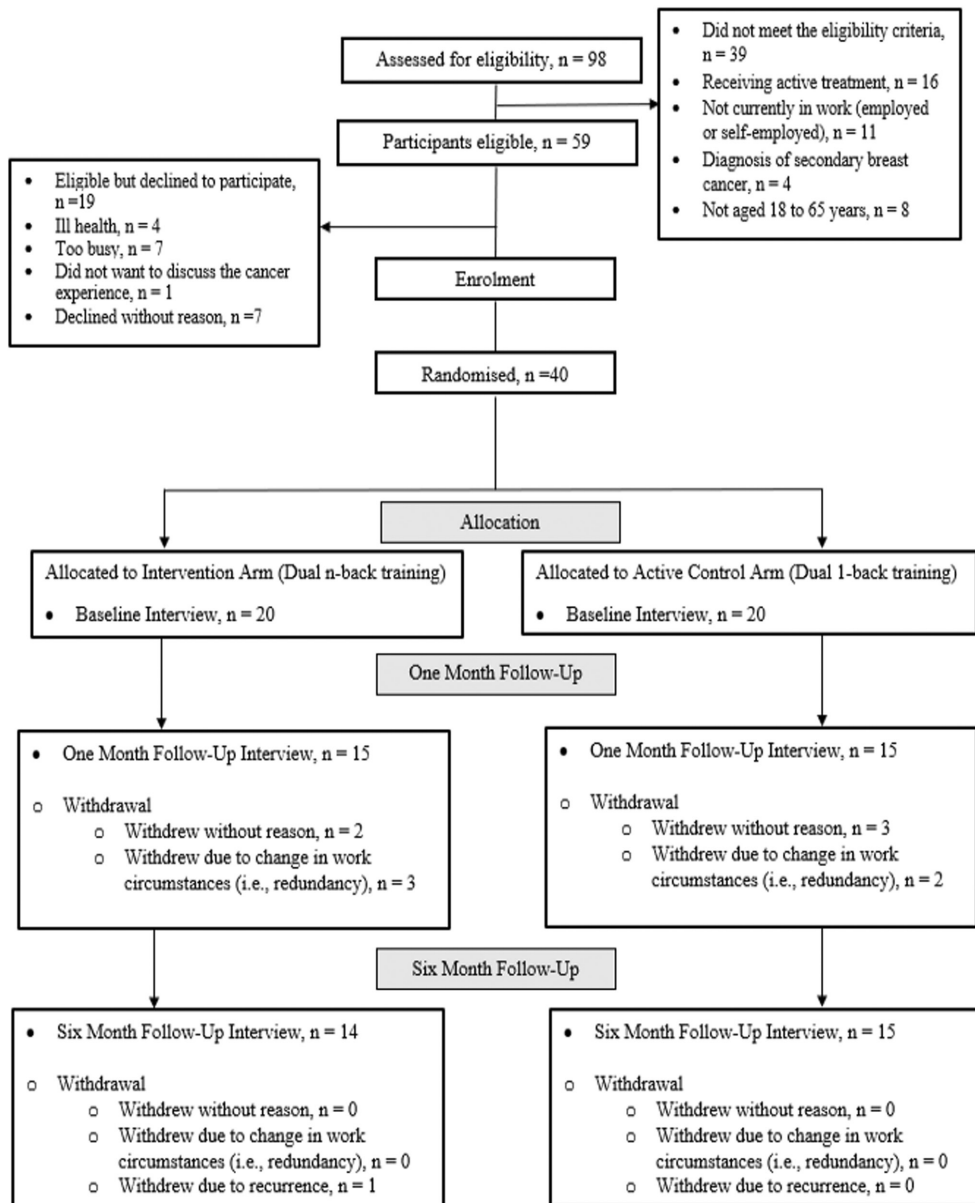 Assessed for eligibility, n = 98
• Did not meet the eligibility criteria,
n = 39
• Receiving active treatment, n = 16
• Not currently in work (employed
or self-employed), n = 11
• Diagnosis of secondary breast
cancer, n = 4
• Not aged 18 to 65 years, n = 8
Participants eligible, n = 59
• Eligible but declined to participate,
n =19
• Ill health, n = 4
• Too busy, n = 7
• Did not want to discuss the cancer
experience, n = 1
• Declined without reason, n =7
Enrolment
Randomised, n =40
Allocation
Allocated to Intervention Arm (Dual n-back training)
• Baseline Interview, n = 20
Allocated to Active Control Arm (Dual 1-back training)
• Baseline Interview, n = 20
One Month Follow-Up
• One Month Follow-Up Interview, n = 15
o Withdrawal
o Withdrew without reason, n = 2
o Withdrew due to change in work
circumstances (i.e., redundancy), n = 3
• One Month Follow-Up Interview, n = 15
o Withdrawal
o Withdrew without reason, n = 3
o Withdrew due to change in work
circumstances (i.e., redundancy), n = 2
Six Month Follow-Up
• Six Month Follow-Up Interview, n = 14
o Withdrawal
o Withdrew without reason, n = 0
o Withdrew due to change in work
circumstances (i.e., redundancy), n = 0
o Withdrew due to recurrence, n = 1
• Six Month Follow-Up Interview, n = 15
o Withdrawal
o Withdrew without reason, n = 0
o Withdrew due to change in work
circumstances (i.e., redundancy), n = 0
o Withdrew due to recurrence, n = 0